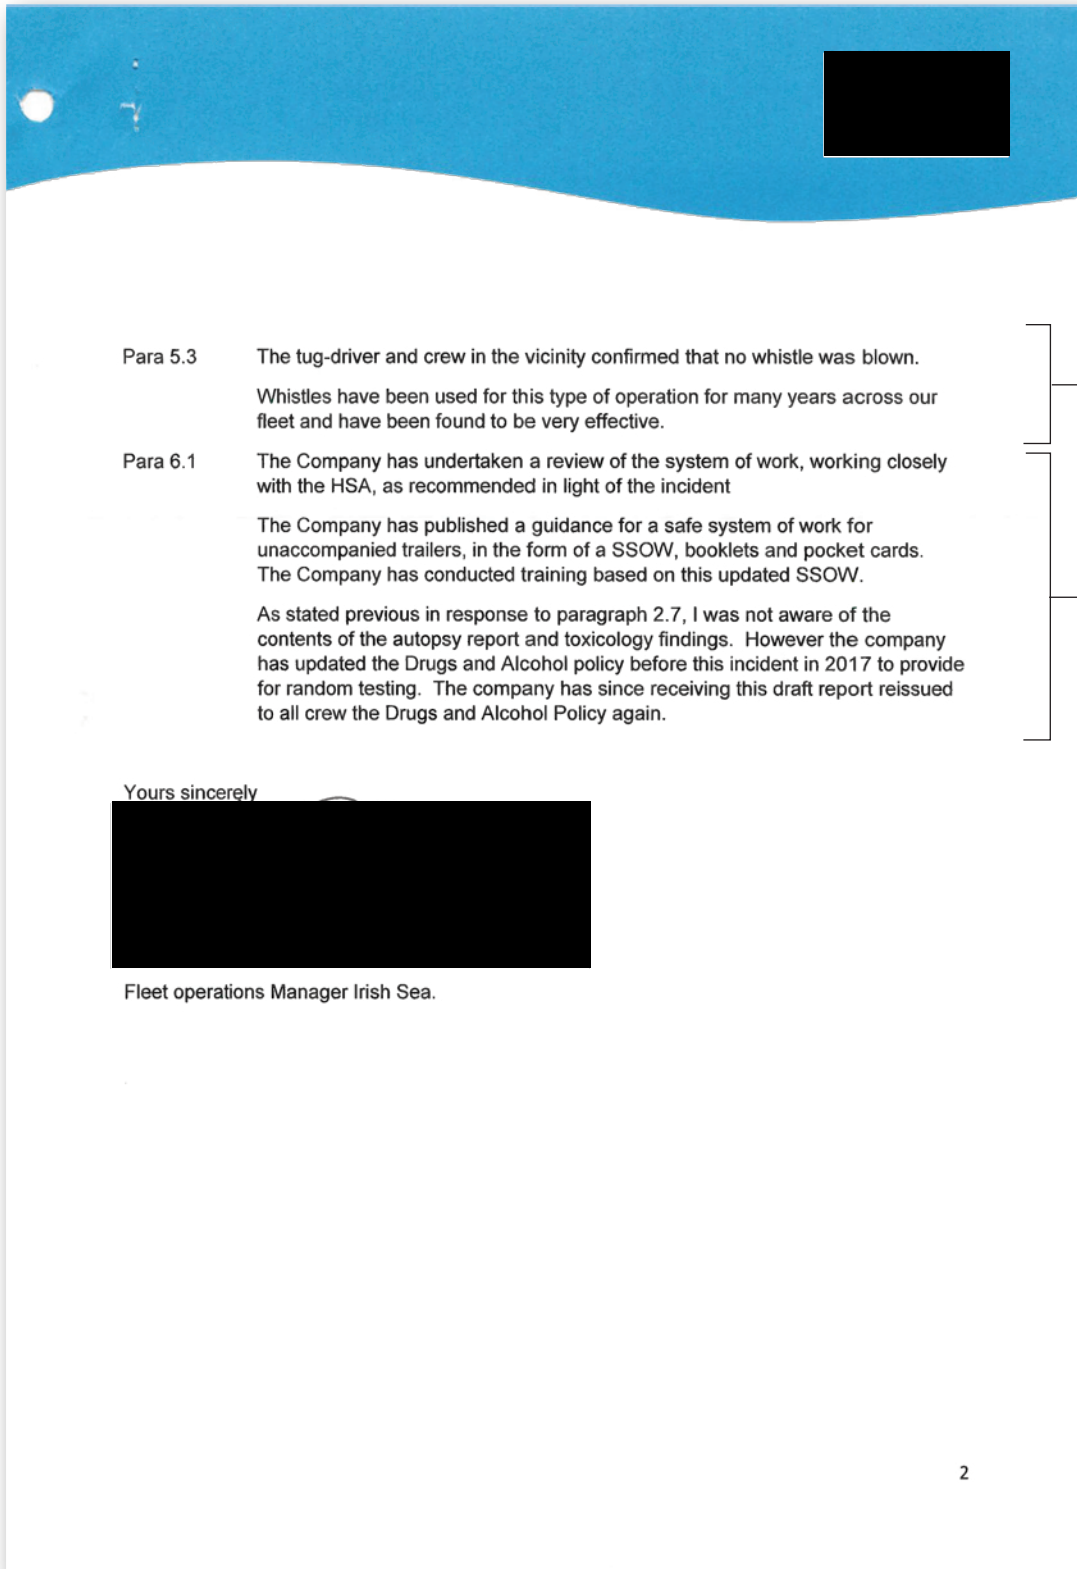 Para 5.3 The tug-driver and crew in the vicinity confirmed that no whistle was blown.
Whistles have been used for this type of operation for many years across our
fleet and have been found to be very effective.
Para 6.1 The Company has undertaken a review of the system of work, working closely
with the HSA, as recommended in light of the incident
The Company has published a guidance for a safe system of work for
unaccompanied trailers, in the form of a SSOW, booklets and pocket cards.
The Company has conducted training based on this updated SSOW.
As stated previous in response to paragraph 2.7, I was not aware of the
contents of the autopsy report and toxicology findings. However the company
has updated the Drugs and Alcohol policy before this incident in 2017 to provide
for random testing. The company has since receiving this draft report reissued
to all crew the Drugs and Alcohol Policy again.
Yours sincerely
Fleet operations Manager Irish Sea.
2